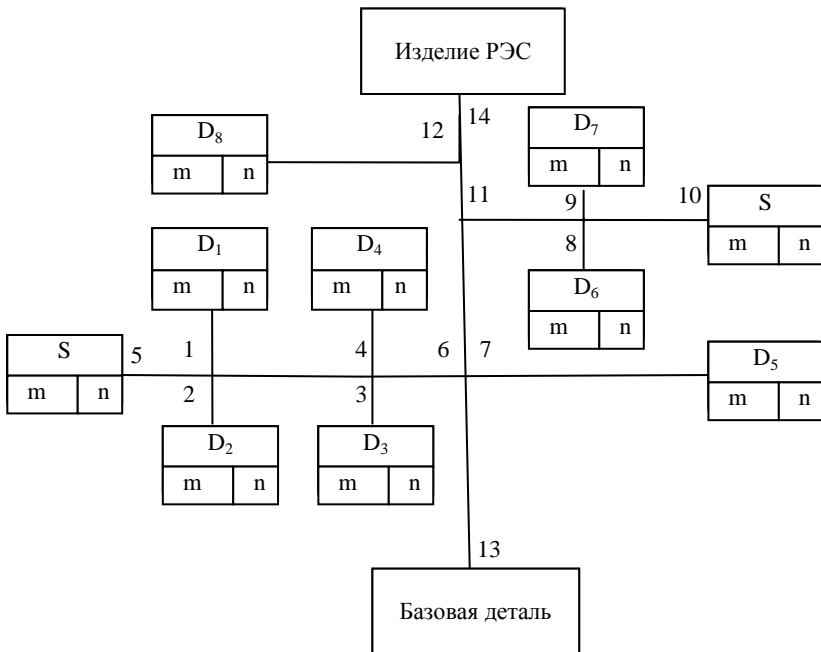 Изделие РЭС
12 14
D₈
m n
D₇
m n
11 9 10
S
m n
8
D₆
m n
D₁
m n
D₄
m n
S
m n
5 1 4 6 7
D₅
m n
2 3
D₂
m n
D₃
m n
13
Базовая деталь